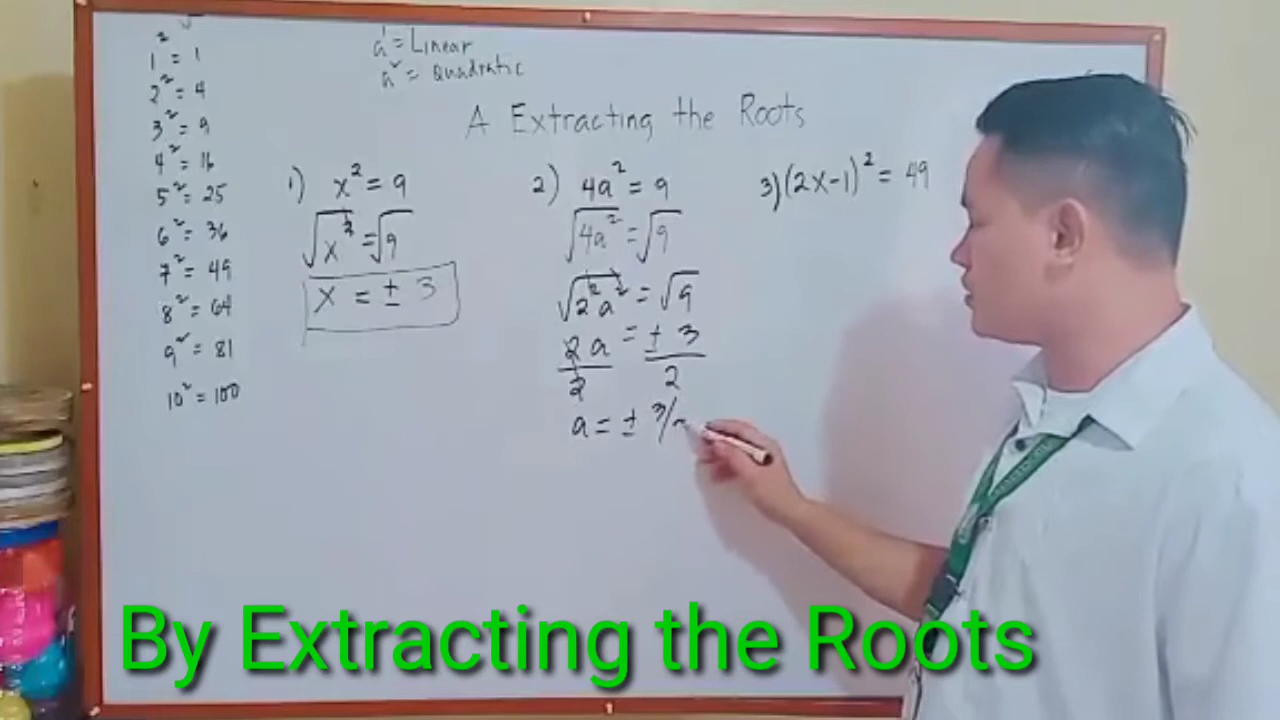 1² = 1
2² = 4
3² = 9
4² = 16
5² = 25
6² = 36
7² = 49
8² = 64
9² = 81
10² = 100
a¹ = Linear
a² = Quadratic
A Extracting the Roots
1) x² = 9
√x² = √9
x = ± 3
2) 4a² = 9
√4a² = √9
√2²a² = √9
2a = ± 3
2 2
a = ± 3/
3) (2x-1)² = 49
By Extracting the Roots